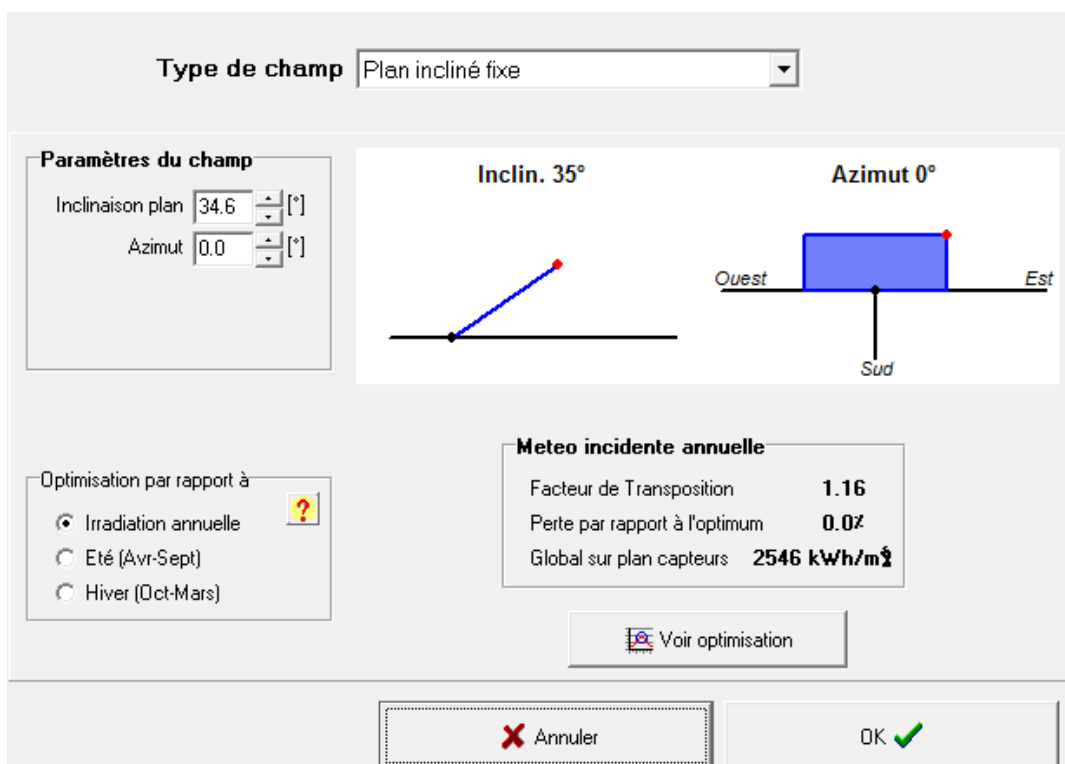 Type de champ Plan incliné fixe
Paramètres du champ
Inclinaison plan 34.6 [°]
Azimut 0.0 [°]
Inclin. 35°
Azimut 0°
Ouest
Est
Sud
Optimisation par rapport à
?
Irradiation annuelle
Eté (Avr-Sept)
Hiver (Oct-Mars)
Meteo incidente annuelle
Facteur de Transposition 1.16
Perte par rapport à l'optimum 0.0%
Global sur plan capteurs 2546 kWh/m²
Voir optimisation
Annuler
OK